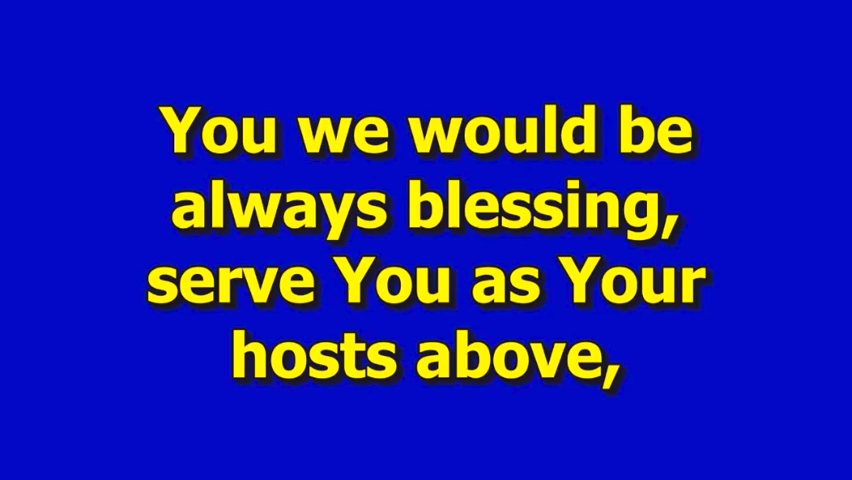 You we would be
always blessing,
serve You as Your
hosts above,